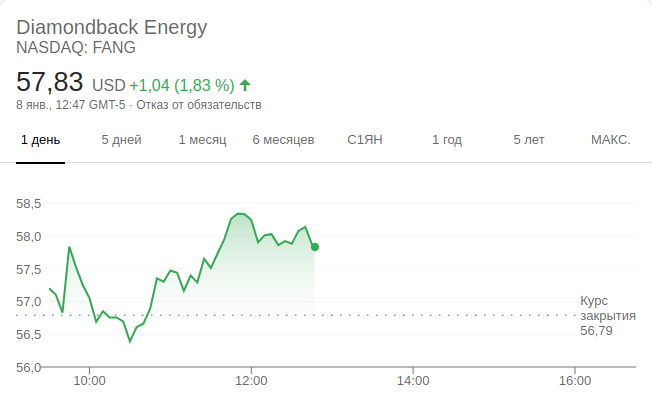 Diamondback Energy
NASDAQ: FANG
57,83 USD +1,04 (1,83 %)
8 янв., 12:47 GMT-5 · Отказ от обязательств
1 день 5 дней 1 месяц 6 месяцев С1ЯН 1 год 5 лет МАКС.
58,5
58,0
57,5
57,0
56,5
56,0
Курс
закрытия
56,79
10:00 12:00 14:00 16:00